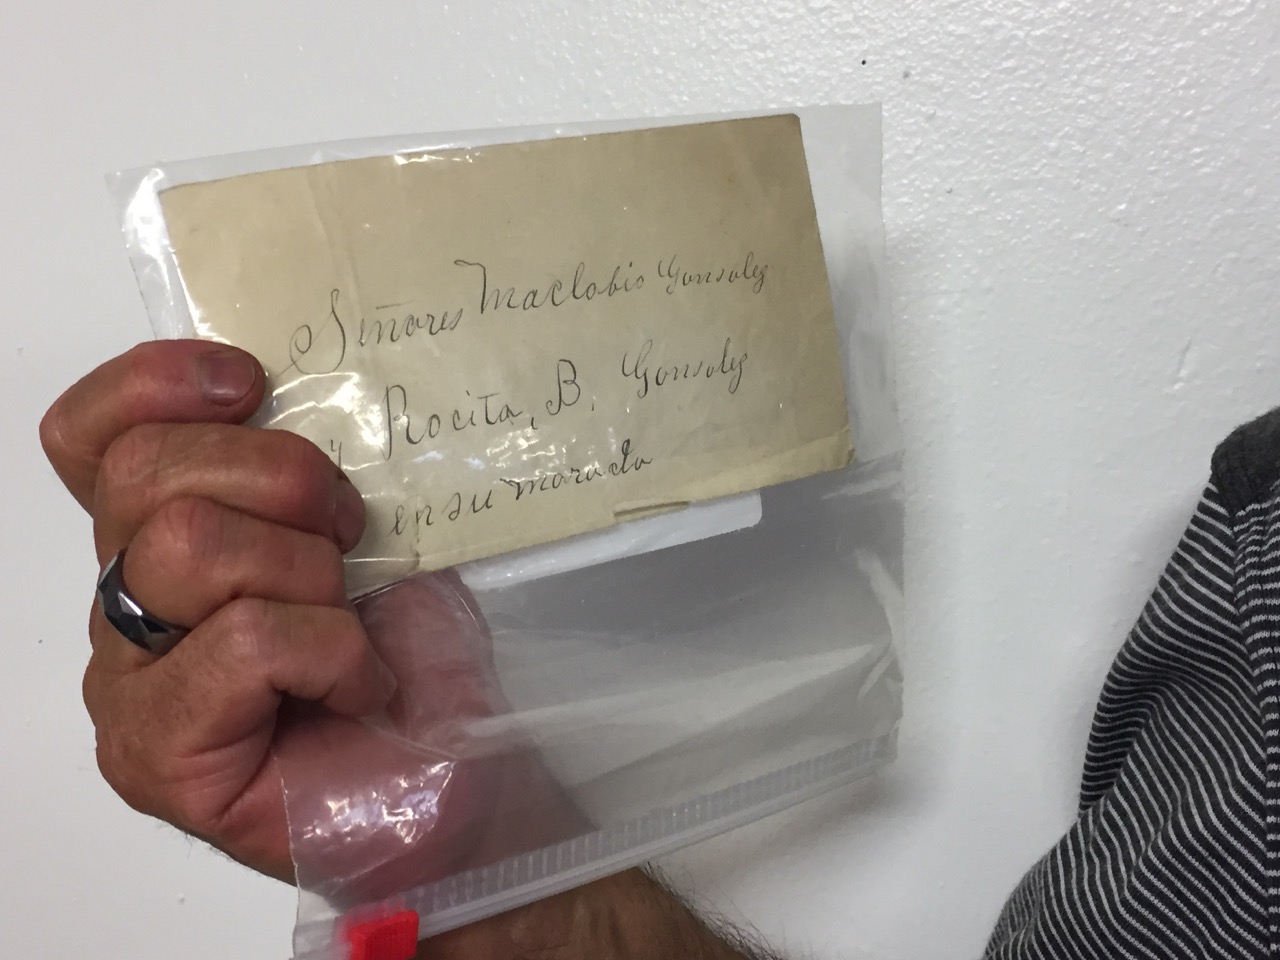 Señores Maclobio Gonsoles
y Rocita, B. Gonsoles
en su morada